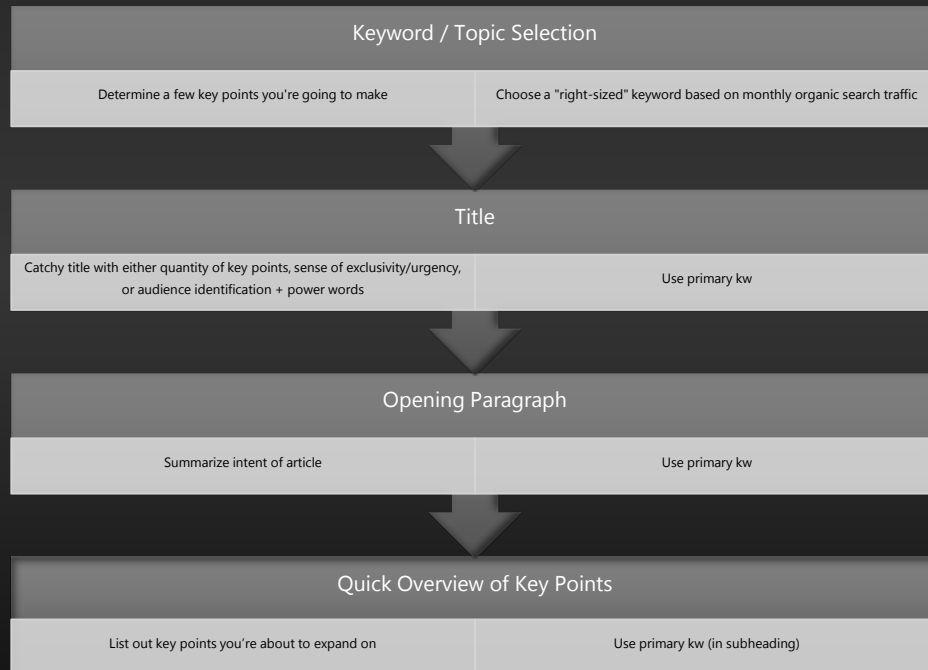 Keyword / Topic Selection
Determine a few key points you're going to make
Choose a "right-sized" keyword based on monthly organic search traffic
Title
Catchy title with either quantity of key points, sense of exclusivity/urgency,
or audience identification + power words
Use primary kw
Opening Paragraph
Summarize intent of article
Use primary kw
Quick Overview of Key Points
List out key points you’re about to expand on
Use primary kw (in subheading)